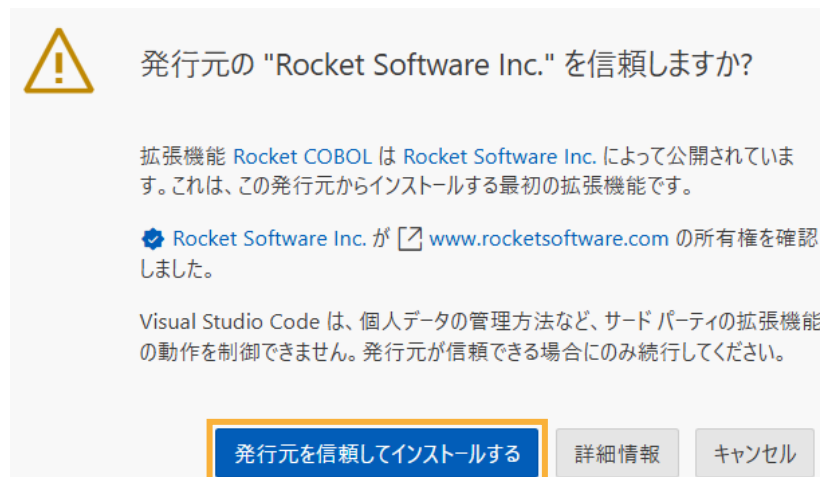 発行元の "Rocket Software Inc." を信頼しますか?
拡張機能 Rocket COBOL は Rocket Software Inc. によって公開されていま
す。これは、この発行元からインストールする最初の拡張機能です。
Rocket Software Inc. が www.rocketsoftware.com の所有権を確認
しました。
Visual Studio Code は、個人データの管理方法など、サード パーティの拡張機能
の動作を制御できません。発行元が信頼できる場合にのみ続行してください。
発行元を信頼してインストールする 詳細情報 キャンセル